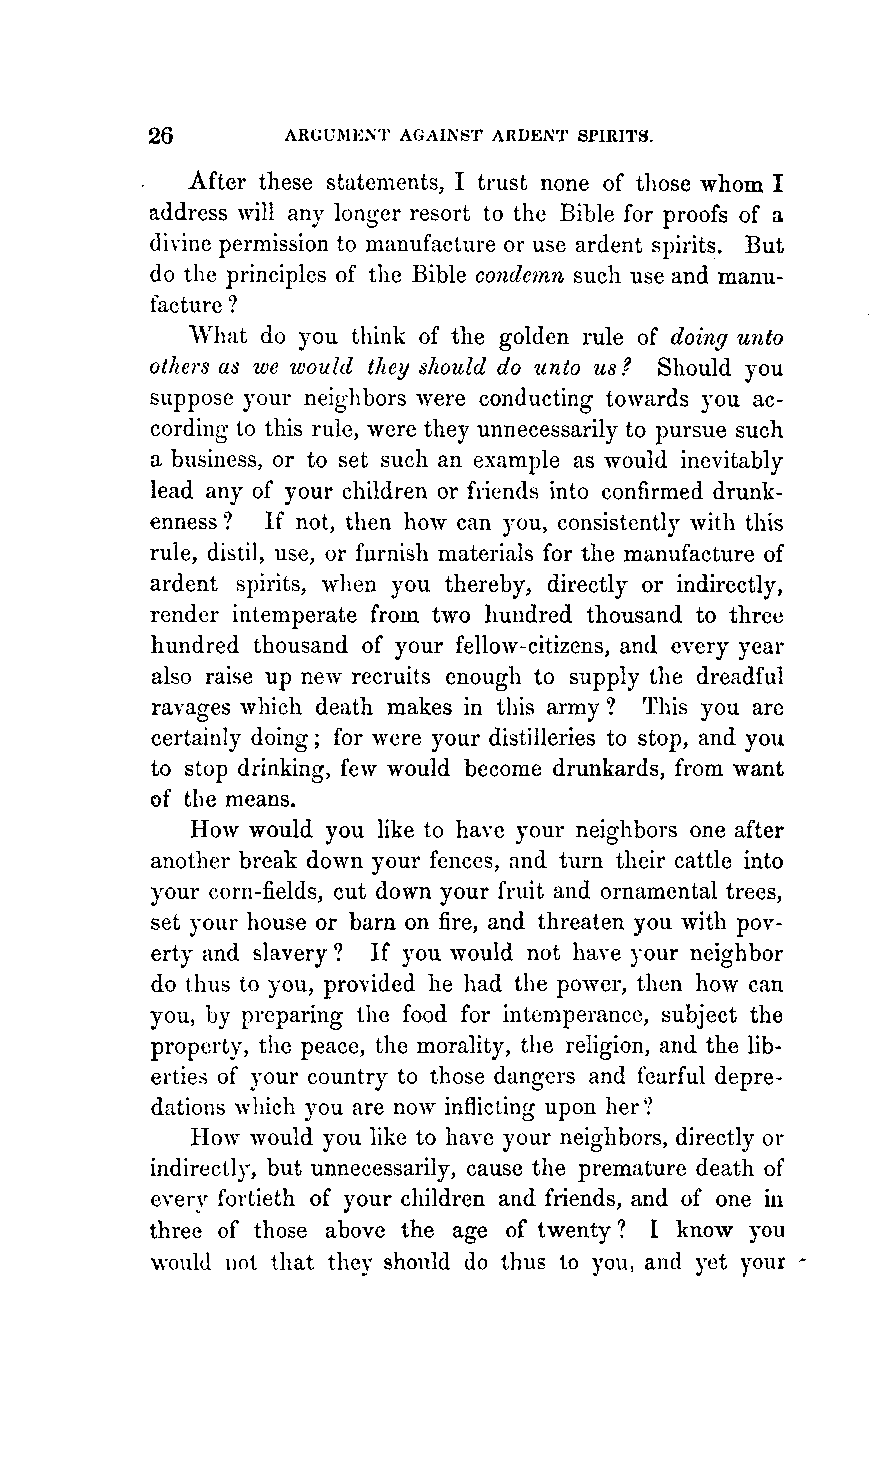 26 ARGUMENT AGAINST ARDENT SPIRITS.
After these statements, I trust none of those whom I
address will any longer resort to the Bible for proofs of a
divine permission to manufacture or use ardent spirits. But
do the principles of the Bible condemn such use and manu-
facture?
What do you think of the golden rule of doing unto
others as we would they should do unto us? Should you
suppose your neighbors were conducting towards you ac-
cording to this rule, were they unnecessarily to pursue such
a business, or to set such an example as would inevitably
lead any of your children or friends into confirmed drunk-
enness? If not, then how can you, consistently with this
rule, distil, use, or furnish materials for the manufacture of
ardent spirits, when you thereby, directly or indirectly,
render intemperate from two hundred thousand to three
hundred thousand of your fellow-citizens, and every year
also raise up new recruits enough to supply the dreadful
ravages which death makes in this army? This you are
certainly doing; for were your distilleries to stop, and you
to stop drinking, few would become drunkards, from want
of the means.
How would you like to have your neighbors one after
another break down your fences, and turn their cattle into
your corn-fields, cut down your fruit and ornamental trees,
set your house or barn on fire, and threaten you with pov-
erty and slavery? If you would not have your neighbor
do thus to you, provided he had the power, then how can
you, by preparing the food for intemperance, subject the
property, the peace, the morality, the religion, and the lib-
erties of your country to those dangers and fearful depre-
dations which you are now inflicting upon her?
How would you like to have your neighbors, directly or
indirectly, but unnecessarily, cause the premature death of
every fortieth of your children and friends, and of one in
three of those above the age of twenty? I know you
would not that they should do thus to you, and yet your